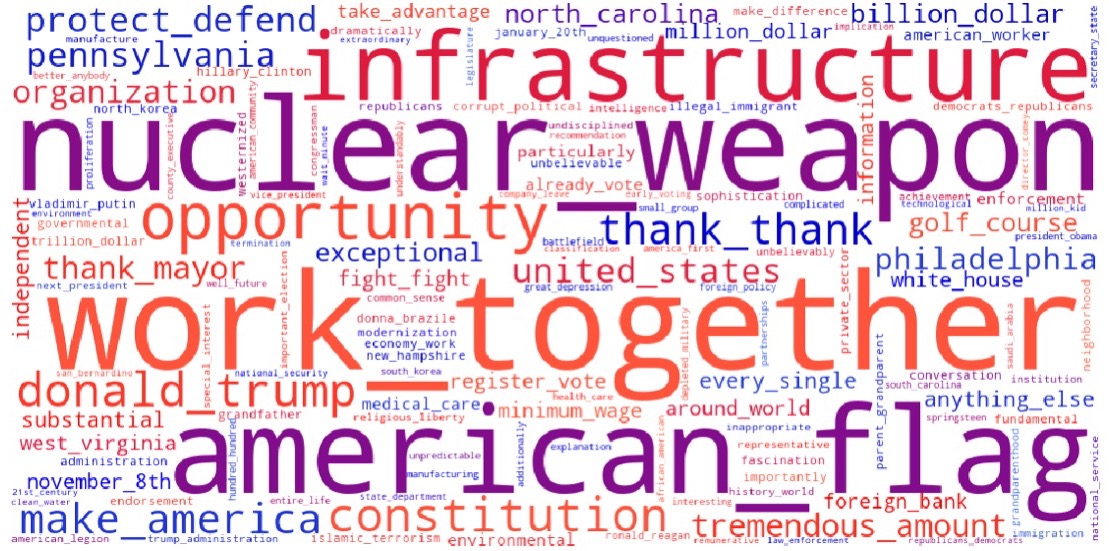 protect_defend
take_advantage
north_carolina
make_difference
billion_dollar
secretary_state
manufacture
dramatically
extraordinary
january_20th
unquestioned
million_dollar
implication
american_worker
pennsylvania
infrastructure
legislature
better_anybody
hillary_clinton
organization
north_korea
republicans
corrupt_political
intelligence
illegal_immigrant
information
democrats_republicans
nuclear_weapon
proliferation
county_executive
westernized
american_community
congressman
wait_minute
understandably
undisciplined
recommendation
particularly
unbelievable
director_comey
already_vote
vice_president
company_leave
early_voting
sophistication
achievement
enforcement
technological
million_kid
small_group
complicated
independent
vladimir_putin
environment
governmental
trillion_dollar
opportunity
termination
thank_thank
golf_course
president_obama
battlefield
classification
america_first
unbelievably
exceptional
thank_mayor
fight_fight
united_states
philadelphia
white_house
next_president
well_future
great_depression
foreign_policy
common_sense
work_together
important_election
special_interest
donna_brazile
modernization
economy_work
new_hampshire
depleted_military
partnerships
private_sector
parent_grandparent
saudi_arabia
neighborhood
san_bernardino
national_security
south_korea
donald_trump
register_vote
every_single
conversation
south_carolina
institution
health_care
medical_care
minimum_wage
around_world
anything_else
substantial
grandfather
religious_liberty
springsteen
fundamental
inappropriate
west_virginia
american_flag
hundred_hundred
unpredictable
manufacturing
additionally
explanation
african_american
representative
fascination
importantly
history_world
administration
november_8th
21st_century
clean_water
endorsement
entire_life
state_department
interesting
foreign_bank
grandparenthood
national_service
make_america
constitution
tremendous_amount
american_legion
trump_administration
islamic_terrorism
environmental
ronald_reagan
remunerative
law_enforcement
republicans_democrats
immigration